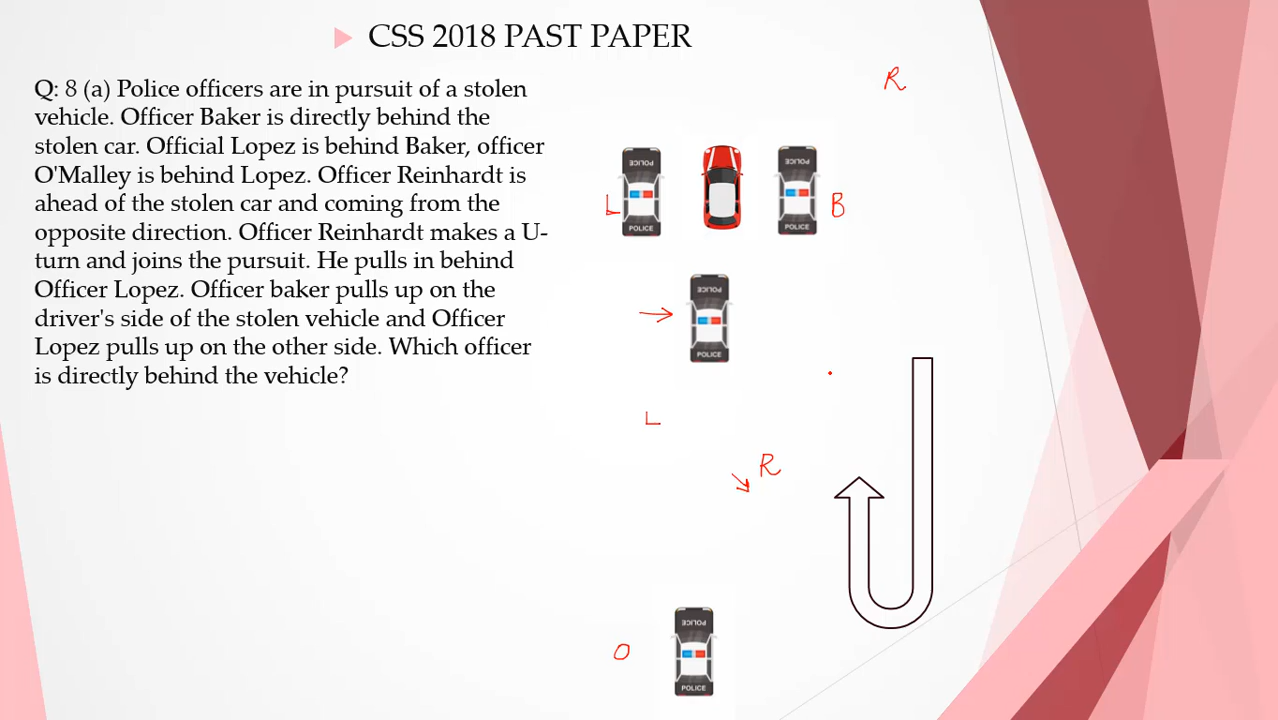 CSS 2018 PAST PAPER
Q: 8 (a) Police officers are in pursuit of a stolen
vehicle. Officer Baker is directly behind the
stolen car. Official Lopez is behind Baker, officer
O'Malley is behind Lopez. Officer Reinhardt is
ahead of the stolen car and coming from the
opposite direction. Officer Reinhardt makes a U-
turn and joins the pursuit. He pulls in behind
Officer Lopez. Officer baker pulls up on the
driver's side of the stolen vehicle and Officer
Lopez pulls up on the other side. Which officer
is directly behind the vehicle?
R
POLICE
POLICE
L
B
POLICE
POLICE
POLICE
POLICE
L
R
POLICE
O
POLICE